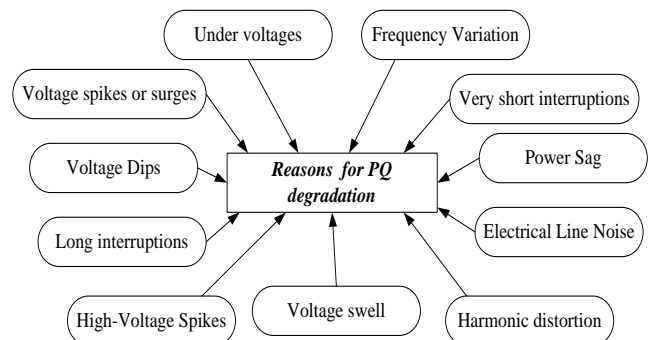 Under voltages
Frequency Variation
Voltage spikes or surges
Very short interruptions
Voltage Dips
Reasons for PQ
degradation
Power Sag
Long interruptions
Electrical Line Noise
High-Voltage Spikes
Voltage swell
Harmonic distortion